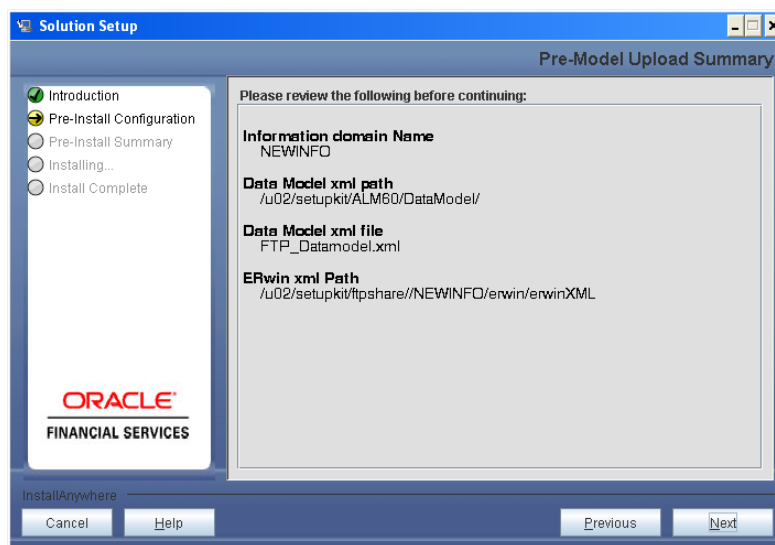 Solution Setup
Pre-Model Upload Summary
Introduction
Pre-Install Configuration
Pre-Install Summary
Installing...
Install Complete
Please review the following before continuing:
Information domain Name
NEWINFO
Data Model xml path
/u02/setupkit/ALM60/DataModel/
Data Model xml file
FTP_Datamodel.xml
ERwin xml Path
/u02/setupkit/ftpshare//NEWINFO/erwin/erwinXML
ORACLE
FINANCIAL SERVICES
InstallAnywhere
Cancel
Help
Previous
Next